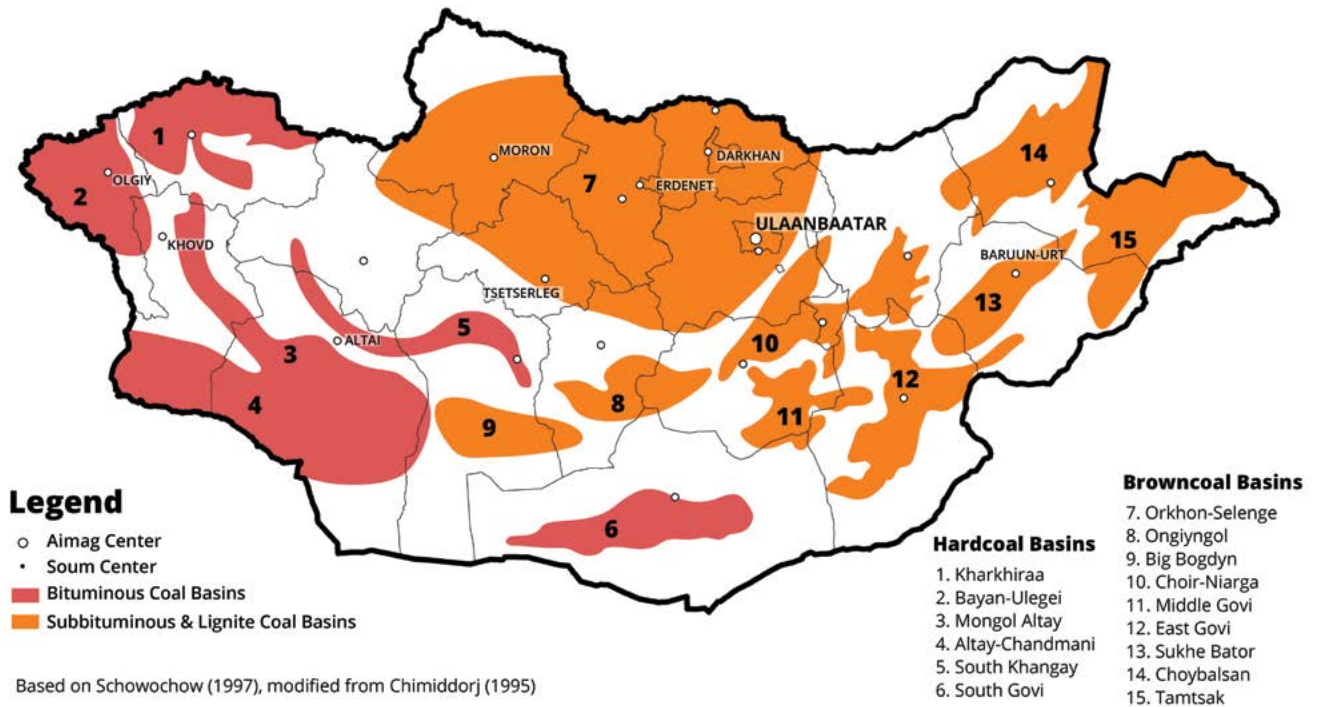 1
2
OLGIY
KHOVD
MORON
7
DARKHAN
ERDENET
ULAANBAATAR
14
15
BARUUN-URT
13
TSETSERLEG
5
ALTAI
3
4
10
12
8
11
9
6
Legend
Aimag Center
Soum Center
Bituminous Coal Basins
Subbituminous & Lignite Coal Basins
Based on Schowochow (1997), modified from Chimiddorj (1995)
Hardcoal Basins
1. Kharkhiraa
2. Bayan-Ulegei
3. Mongol Altay
4. Altay-Chandmani
5. South Khangay
6. South Govi
Browncoal Basins
7. Orkhon-Selenge
8. Ongiyngol
9. Big Bogdyn
10. Choir-Niarga
11. Middle Govi
12. East Govi
13. Sukhe Bator
14. Choybalsan
15. Tamtsak